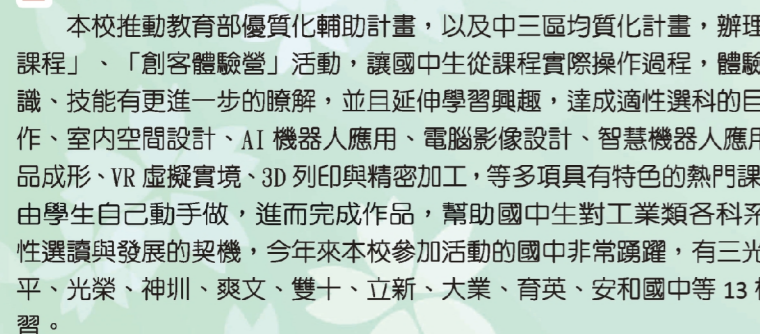 本校推動教育部優質化輔助計畫，以及中三區均質化計畫，辦理
課程」、「創客體驗營」活動，讓國中生從課程實際操作過程，體驗
識、技能有更進一步的瞭解，並且延伸學習興趣，達成適性選科的目
作、室內空間設計、AI 機器人應用、電腦影像設計、智慧機器人應用
品成形、VR 虛擬實境、3D 列印與精密加工，等多項具有特色的熱門課
由學生自己動手做，進而完成作品，幫助國中生對工業類各科系
性選讀與發展的契機，今年來本校參加活動的國中非常踴躍，有三光
平、光榮、神圳、爽文、雙十、立新、大業、育英、安和國中等 13 校
習。